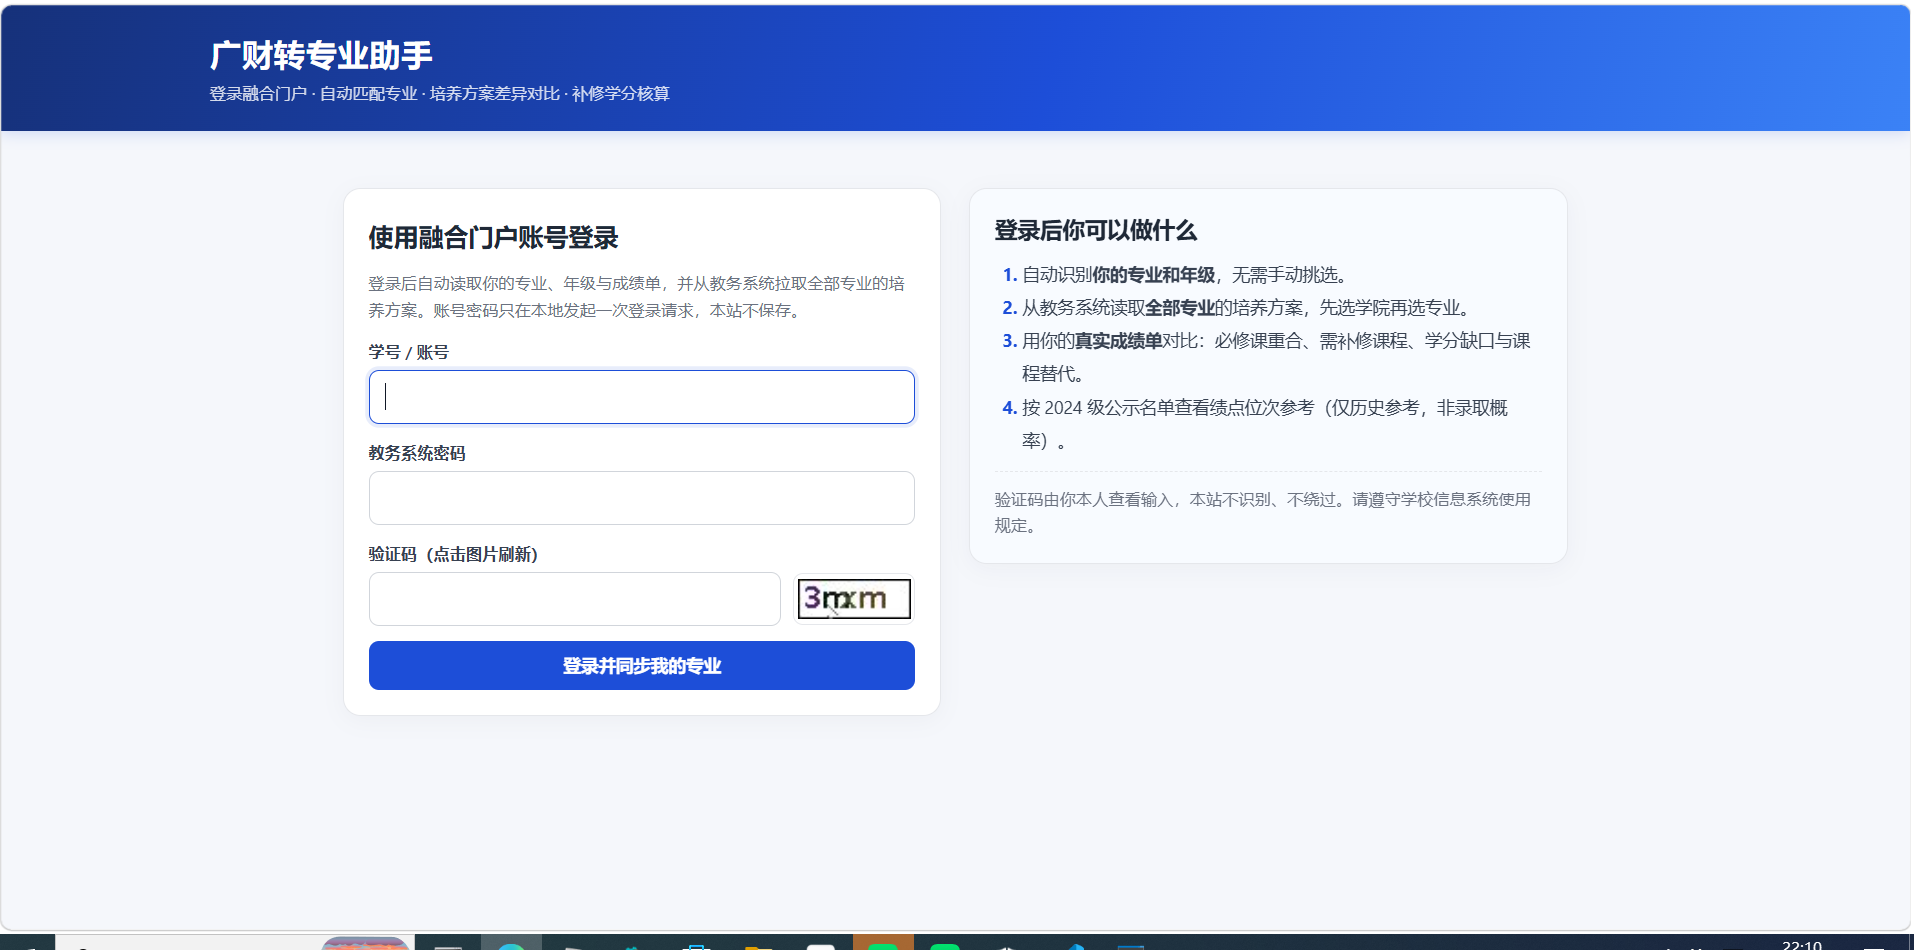 广财转专业助手
登录融合门户 · 自动匹配专业 · 培养方案差异对比 · 补修学分核算
使用融合门户账号登录
登录后自动读取你的专业、年级与成绩单，并从教务系统拉取全部专业的培
养方案。账号密码只在本地发起一次登录请求，本站不保存。
学号 / 账号
教务系统密码
验证码（点击图片刷新）
3mxm
登录并同步我的专业
登录后你可以做什么
1. 自动识别你的专业和年级，无需手动挑选。
2. 从教务系统读取全部专业的培养方案，先选学院再选专业。
3. 用你的真实成绩单对比：必修课重合、需补修课程、学分缺口与课
程替代。
4. 按 2024 级公示名单查看绩点位次参考（仅历史参考，非录取概
率）。
验证码由你本人查看输入，本站不识别、不绕过。请遵守学校信息系统使用
规定。
22:10